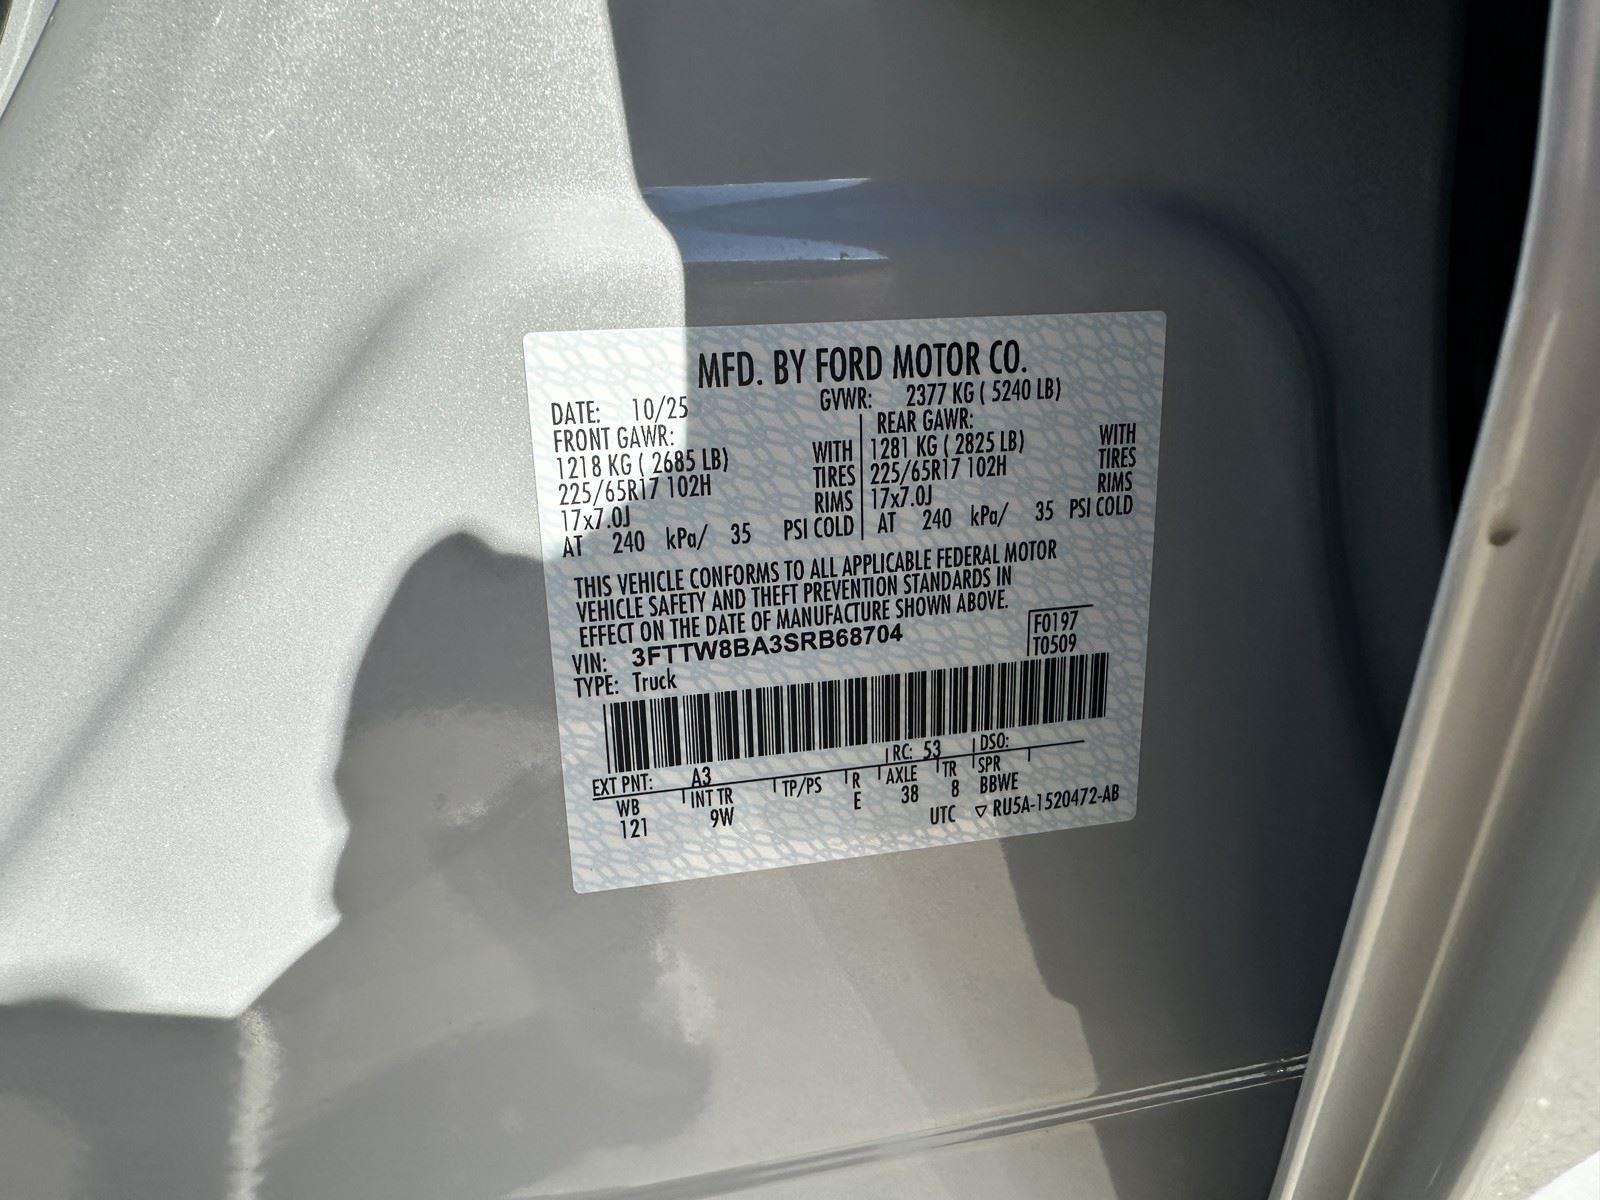 MFD. BY FORD MOTOR CO.
DATE: 10/25 GVWR: 2377 KG ( 5240 LB)
FRONT GAWR: REAR GAWR:
1218 KG ( 2685 LB) WITH 1281 KG ( 2825 LB) WITH
225/65R17 102H TIRES 225/65R17 102H TIRES
17x7.0J RIMS 17x7.0J RIMS
AT 240 kPa/ 35 PSI COLD AT 240 kPa/ 35 PSI COLD
THIS VEHICLE CONFORMS TO ALL APPLICABLE FEDERAL MOTOR
VEHICLE SAFETY AND THEFT PREVENTION STANDARDS IN
EFFECT ON THE DATE OF MANUFACTURE SHOWN ABOVE.
VIN: 3FTTW8BA3SRB68704 F0197
TYPE: Truck T0509
EXT PNT: A3 RC: 53 DSO:
WB INT TR TP/PS R AXLE TR SPR
121 9W E 38 8 BBWE
UTC ▽ RU5A-1520472-AB